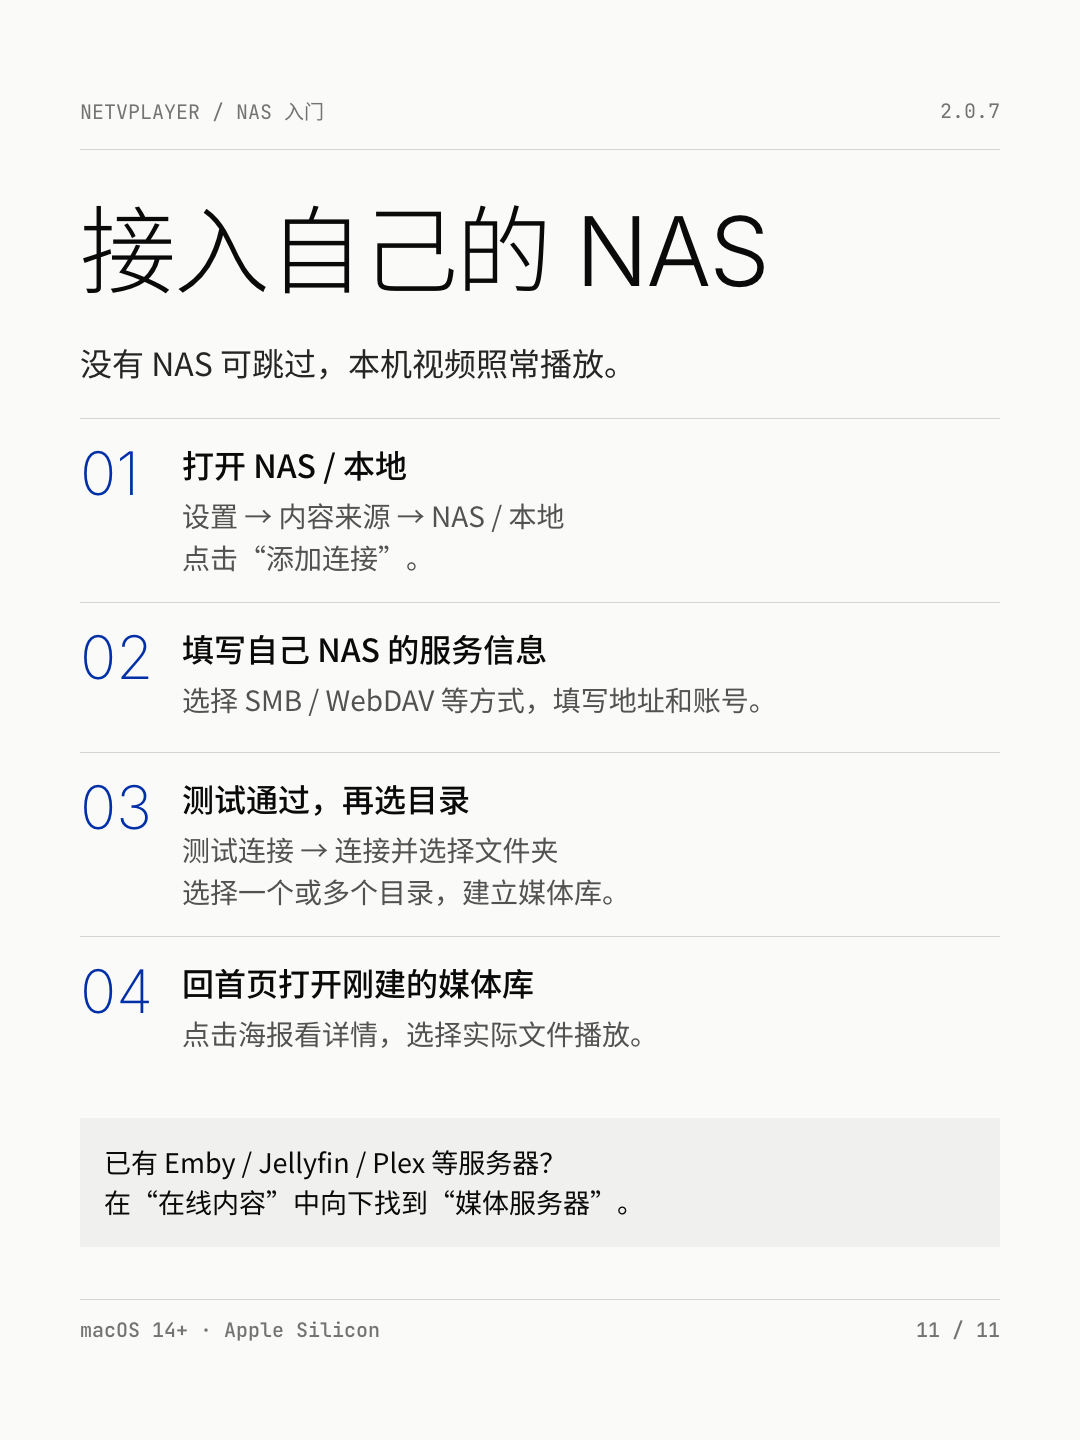 NETVPLAYER / NAS 入门
2.0.7
接入自己的 NAS
没有 NAS 可跳过，本机视频照常播放。
01
打开 NAS / 本地
设置 → 内容来源 → NAS / 本地
点击“添加连接”。
02
填写自己 NAS 的服务信息
选择 SMB / WebDAV 等方式，填写地址和账号。
03
测试通过，再选目录
测试连接 → 连接并选择文件夹
选择一个或多个目录，建立媒体库。
04
回首页打开刚建的媒体库
点击海报看详情，选择实际文件播放。
已有 Emby / Jellyfin / Plex 等服务器？
在“在线内容”中向下找到“媒体服务器”。
macOS 14+ · Apple Silicon
11 / 11